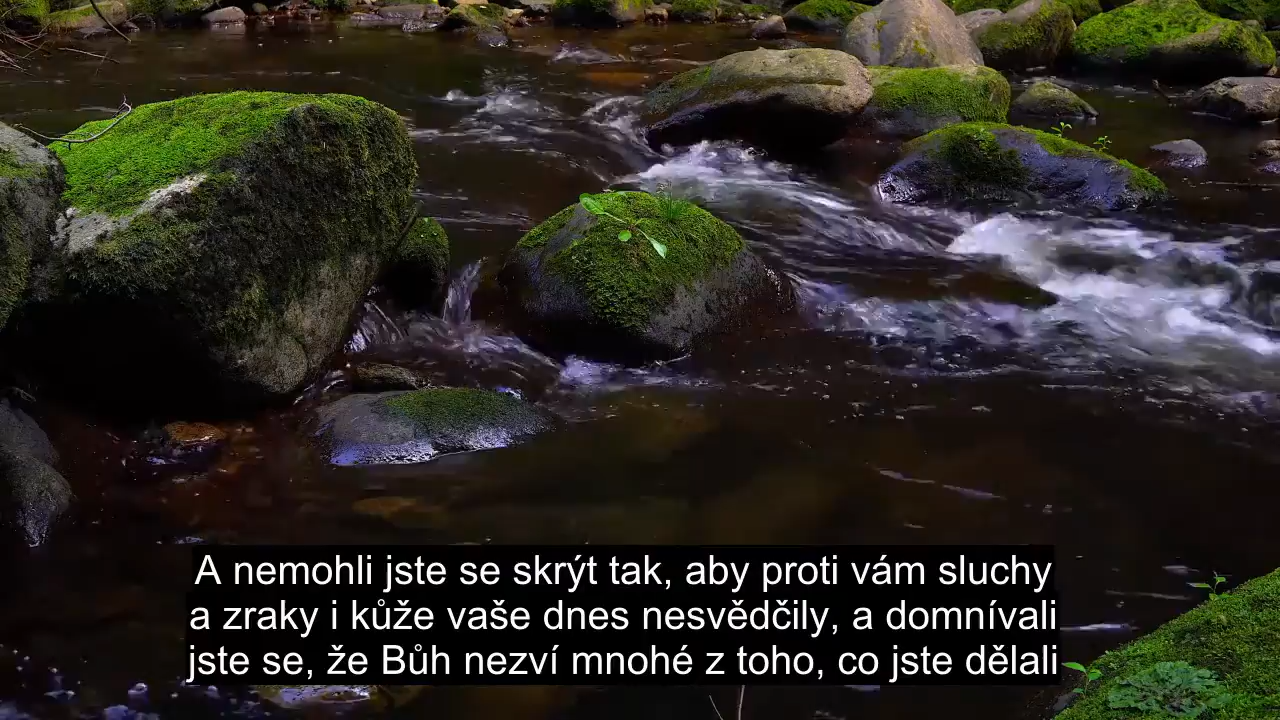 A nemohli jste se skrýt tak, aby proti vám sluchy
a zraky i kůže vaše dnes nesvědčily, a domnívali
jste se, že Bůh nezví mnohé z toho, co jste dělali